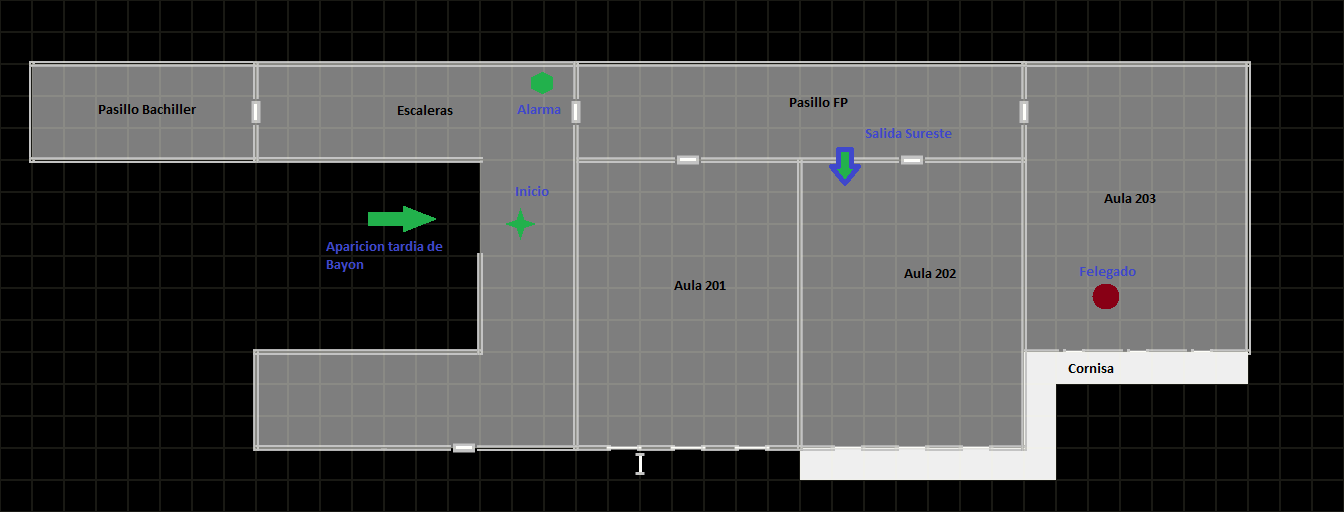 Pasillo Bachiller
Escaleras
Alarma
Pasillo FP
Salida Sureste
Inicio
Aula 203
Aparicion tardia de
Bayon
Aula 201
Aula 202
Felegado
Cornisa